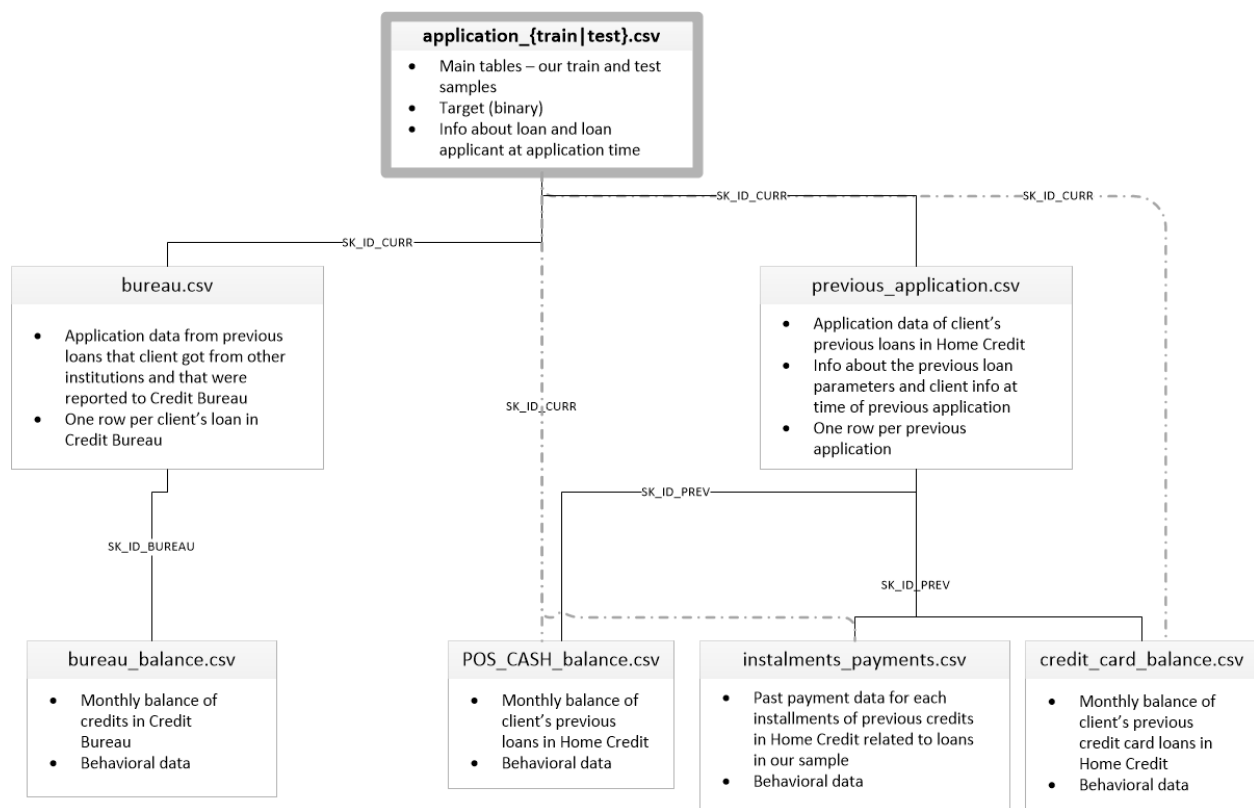 application_{train|test}.csv
• Main tables – our train and test
samples
• Target (binary)
• Info about loan and loan
applicant at application time
SK_ID_CURR
SK_ID_CURR
SK_ID_CURR
bureau.csv
• Application data from previous
loans that client got from other
institutions and that were
reported to Credit Bureau
• One row per client's loan in
Credit Bureau
previous_application.csv
• Application data of client's
previous loans in Home Credit
• Info about the previous loan
parameters and client info at
time of previous application
• One row per previous
application
SK_ID_CURR
SK_ID_PREV
SK_ID_BUREAU
SK_ID_PREV
bureau_balance.csv
• Monthly balance of
credits in Credit
Bureau
• Behavioral data
POS_CASH_balance.csv
• Monthly balance of
client's previous
loans in Home Credit
• Behavioral data
instalments_payments.csv
• Past payment data for each
installments of previous credits
in Home Credit related to loans
in our sample
• Behavioral data
credit_card_balance.csv
• Monthly balance of
client's previous
credit card loans in
Home Credit
• Behavioral data